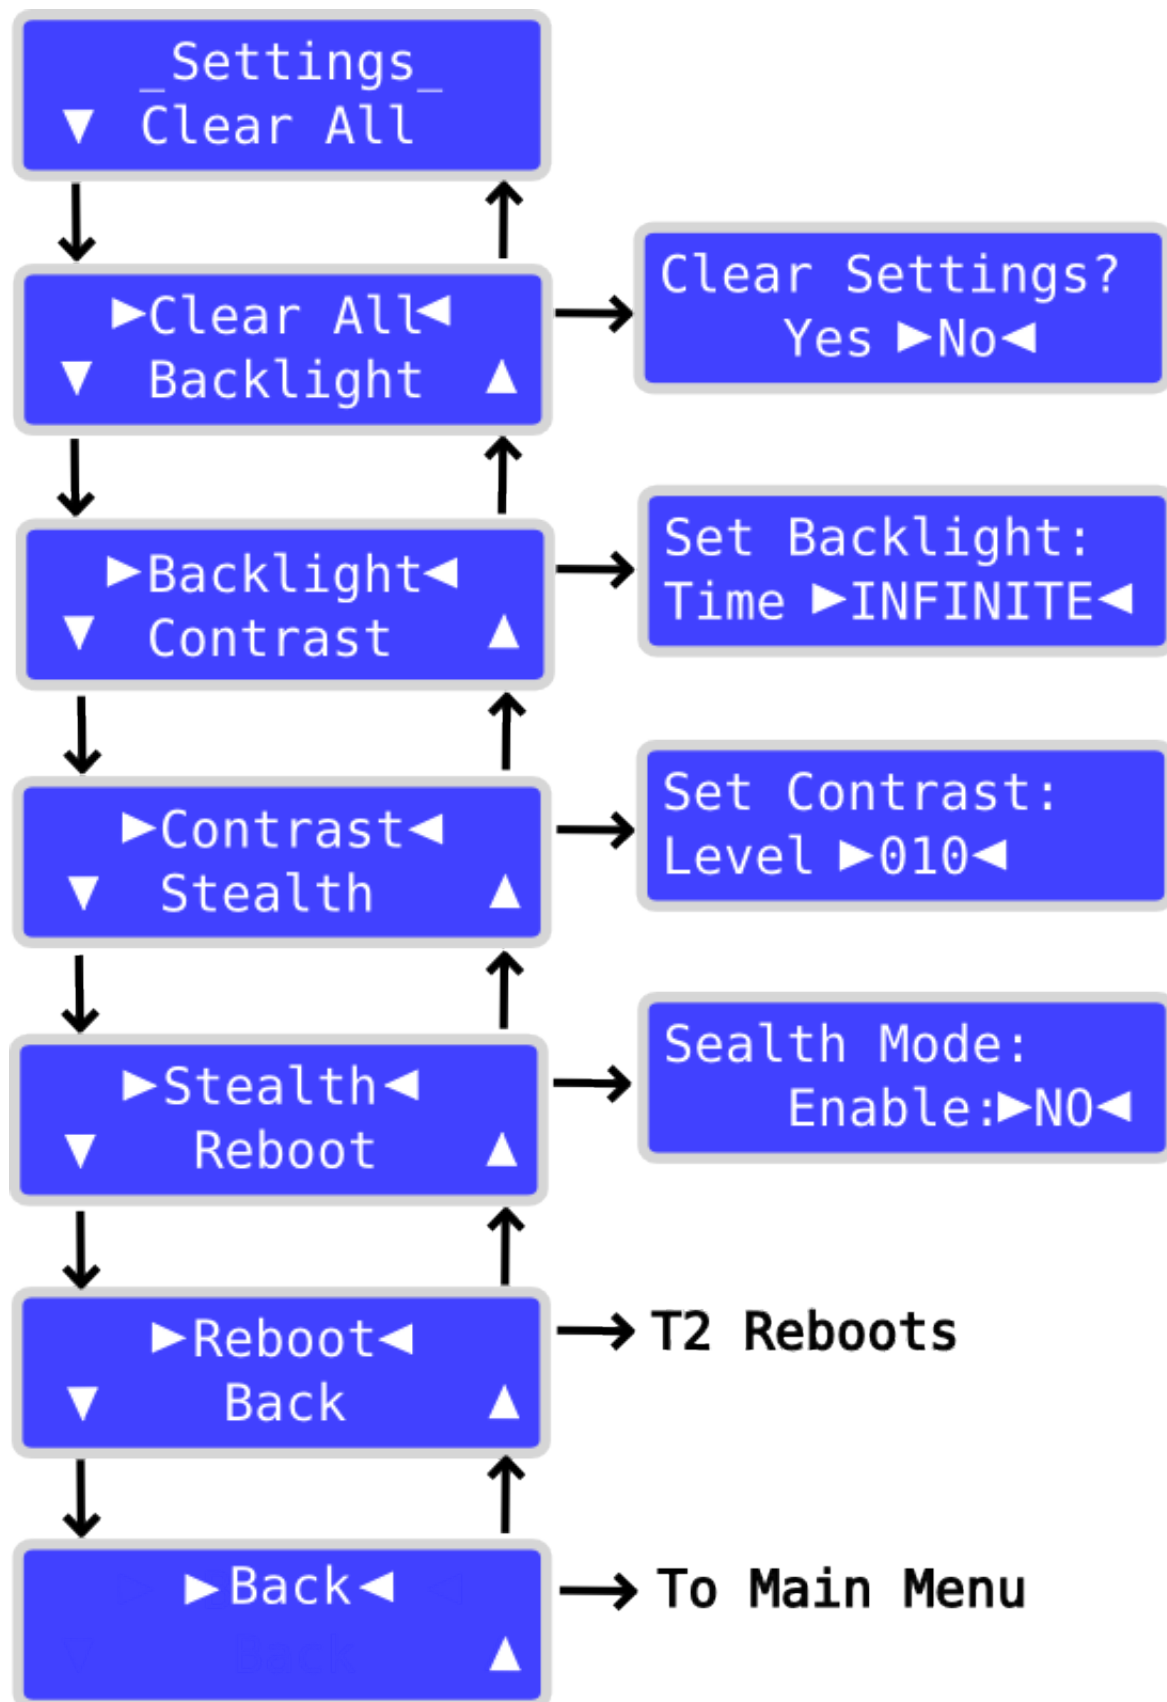 _Settings_
▼ Clear All
►Clear All◄
▼ Backlight ▲
Clear Settings?
Yes ►No◄
►Backlight◄
▼ Contrast ▲
Set Backlight:
Time ►INFINITE◄
►Contrast◄
▼ Stealth ▲
Set Contrast:
Level ►010◄
►Stealth◄
▼ Reboot ▲
Sealth Mode:
Enable:►NO◄
►Reboot◄
▼ Back ▲
T2 Reboots
►Back◄
▲
To Main Menu